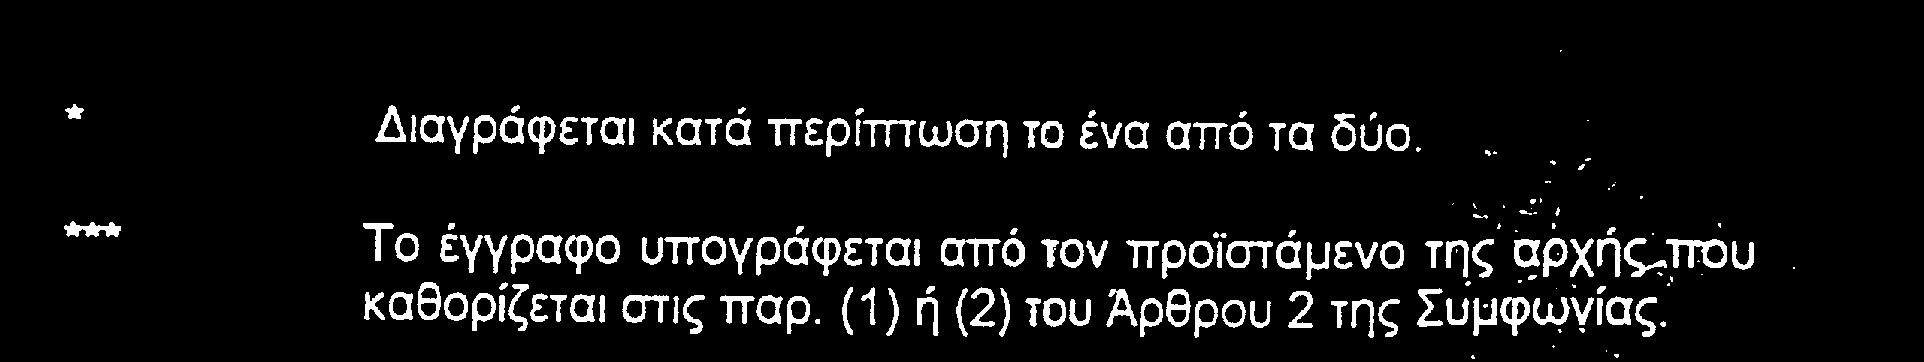 * Διαγράφεται κατά περίπτωση το ένα από τα δύο.
*** Το έγγραφο υπογράφεται από τον προϊστάμενο της αρχής που
καθορίζεται στις παρ. (1) ή (2) του Άρθρου 2 της Συμφωνίας.